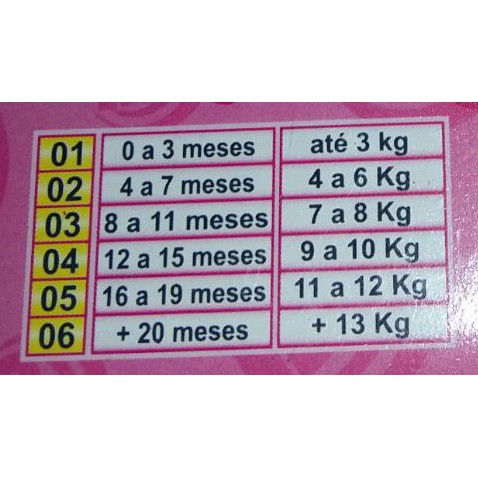 01 0 a 3 meses até 3 kg
02 4 a 7 meses 4 a 6 Kg
03 8 a 11 meses 7 a 8 Kg
04 12 a 15 meses 9 a 10 Kg
05 16 a 19 meses 11 a 12 Kg
06 + 20 meses + 13 Kg